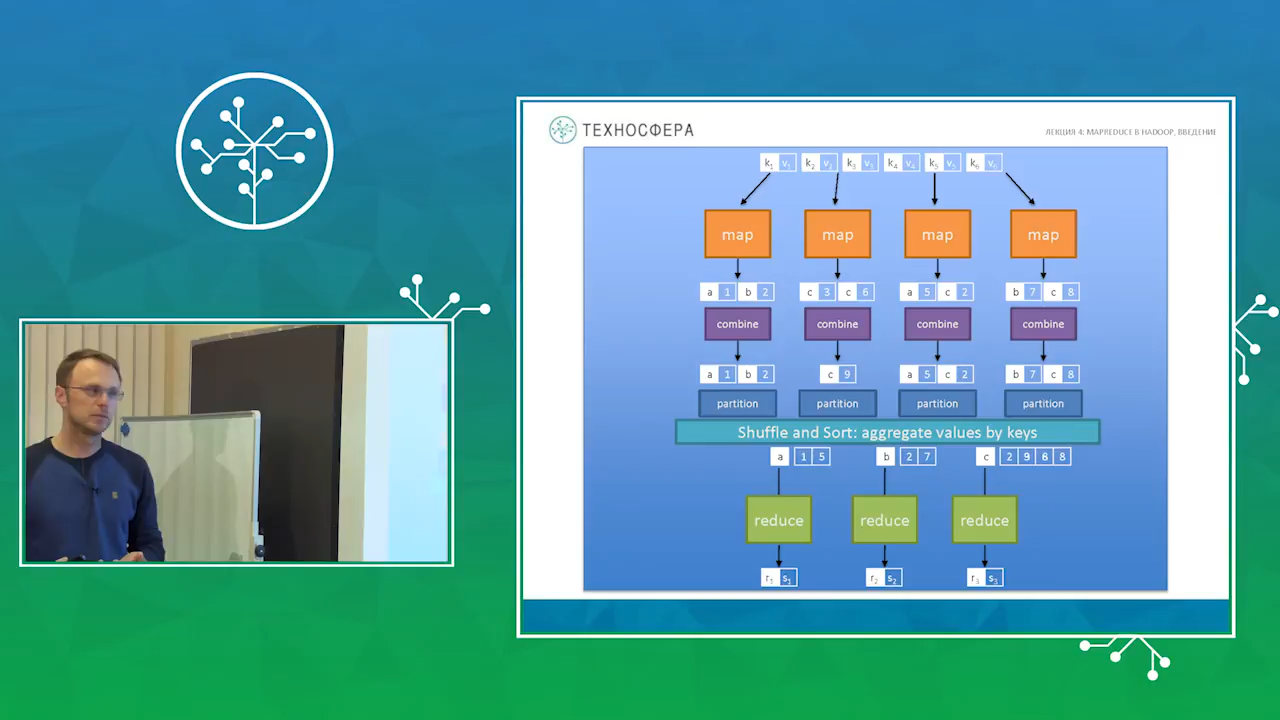 ТЕХНОСФЕРА
ЛЕКЦИЯ 4: MAPREDUCE В HADOOP, ВВЕДЕНИЕ
k1 v1 k2 v2 k3 v3 k4 v4 k5 v5 k6 v6
map map map map
a 1 b 2 c 3 c 6 a 5 c 2 b 7 c 8
combine combine combine combine
a 1 b 2 c 9 a 5 c 2 b 7 c 8
partition partition partition partition
Shuffle and Sort: aggregate values by keys
a 1 5 b 2 7 c 2 9 6 8
reduce reduce reduce
r1 s1 r2 s2 r3 s3